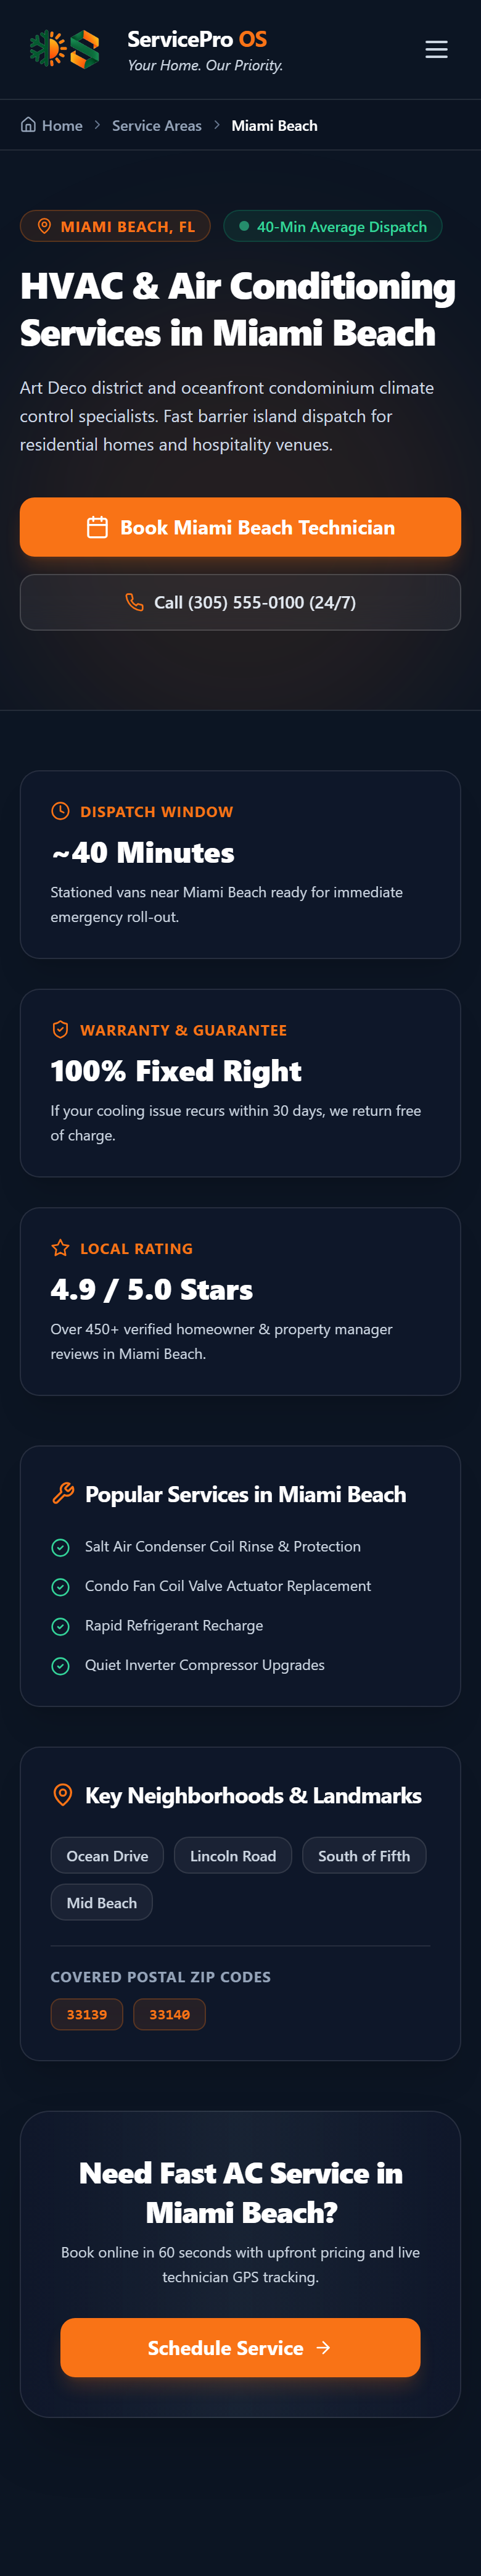 ServicePro OS
Your Home. Our Priority.
Home
Service Areas
Miami Beach
MIAMI BEACH, FL
40-Min Average Dispatch
HVAC & Air Conditioning
Services in Miami Beach
Art Deco district and oceanfront condominium climate
control specialists. Fast barrier island dispatch for
residential homes and hospitality venues.
Book Miami Beach Technician
Call (305) 555-0100 (24/7)
DISPATCH WINDOW
~40 Minutes
Stationed vans near Miami Beach ready for immediate
emergency roll-out.
WARRANTY & GUARANTEE
100% Fixed Right
If your cooling issue recurs within 30 days, we return free
of charge.
LOCAL RATING
4.9 / 5.0 Stars
Over 450+ verified homeowner & property manager
reviews in Miami Beach.
Popular Services in Miami Beach
Salt Air Condenser Coil Rinse & Protection
Condo Fan Coil Valve Actuator Replacement
Rapid Refrigerant Recharge
Quiet Inverter Compressor Upgrades
Key Neighborhoods & Landmarks
Ocean Drive
Lincoln Road
South of Fifth
Mid Beach
COVERED POSTAL ZIP CODES
33139
33140
Need Fast AC Service in
Miami Beach?
Book online in 60 seconds with upfront pricing and live
technician GPS tracking.
Schedule Service